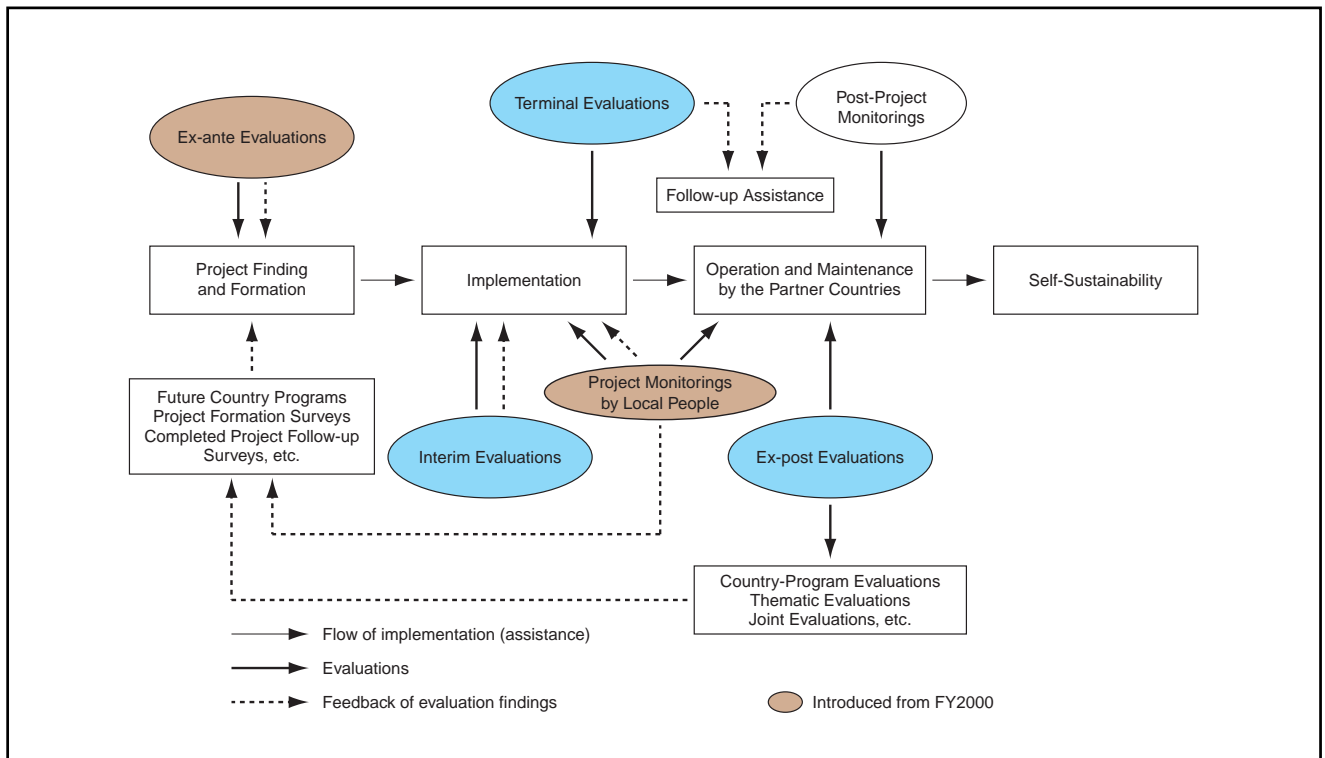 Terminal Evaluations
Post-Project
Monitorings
Ex-ante Evaluations
Follow-up Assistance
Project Finding
and Formation
Implementation
Operation and Maintenance
by the Partner Countries
Self-Sustainability
Future Country Programs
Project Formation Surveys
Completed Project Follow-up
Surveys, etc.
Project Monitorings
by Local People
Interim Evaluations
Ex-post Evaluations
Country-Program Evaluations
Thematic Evaluations
Joint Evaluations, etc.
Flow of implementation (assistance)
Evaluations
Feedback of evaluation findings
Introduced from FY2000